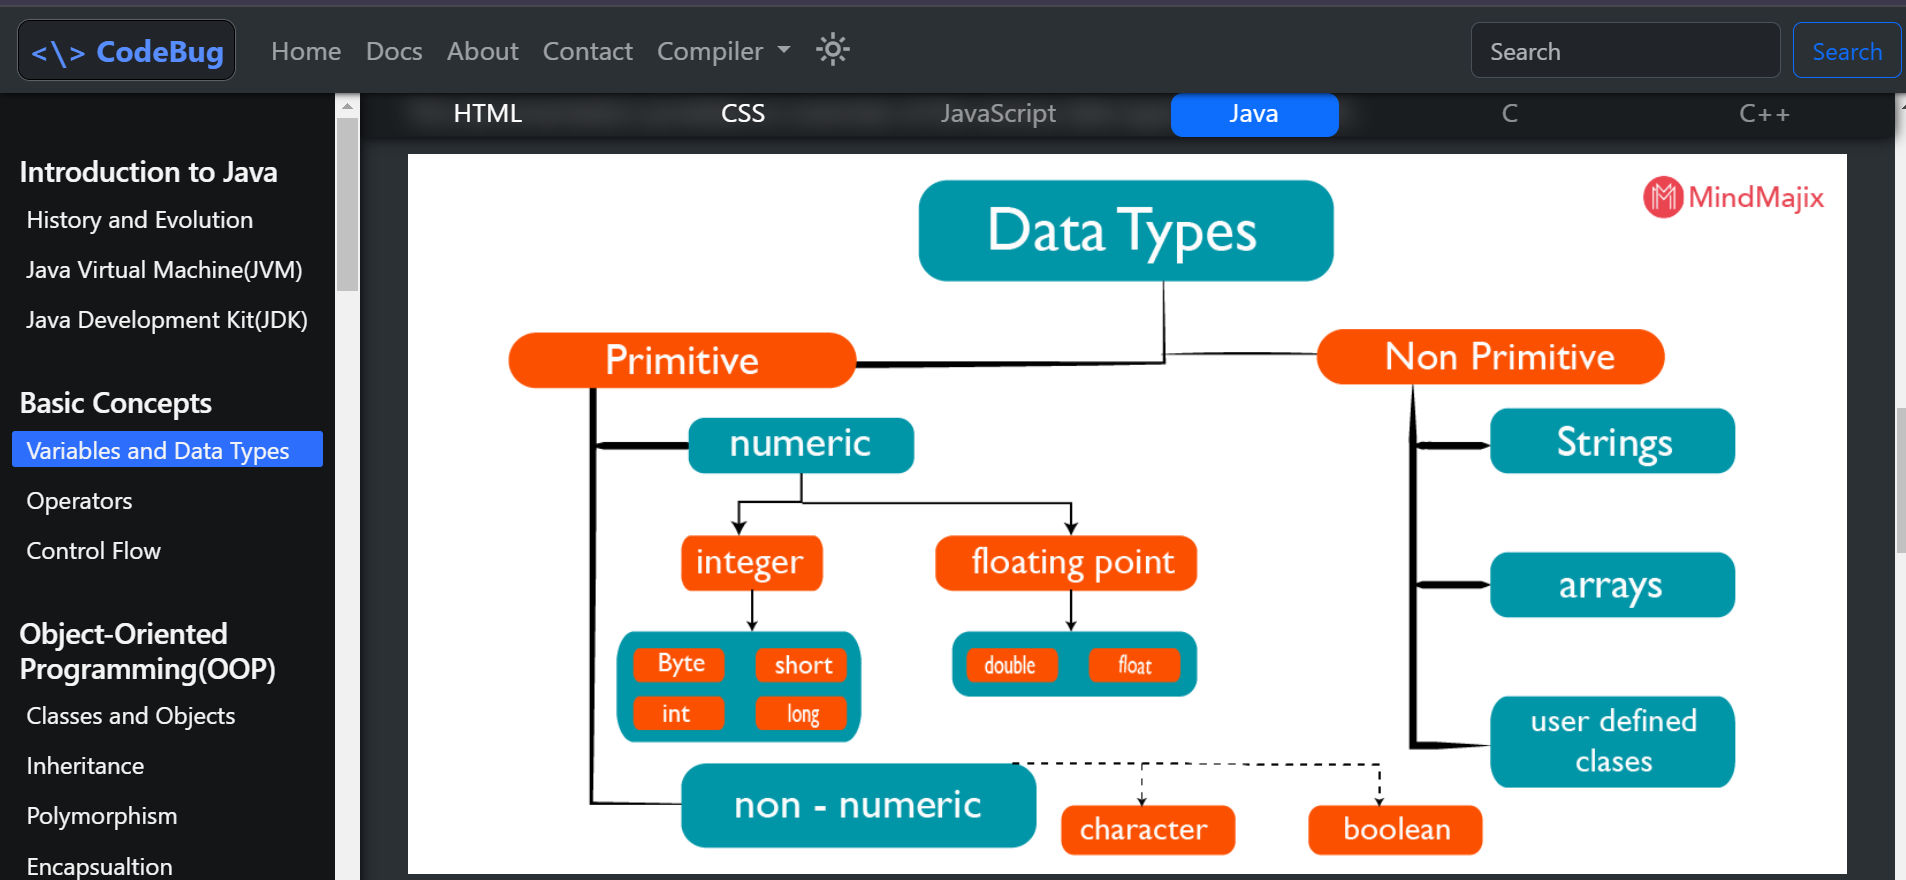 <\> CodeBug
Home Docs About Contact Compiler
Search
Search
HTML CSS JavaScript Java C C++
Introduction to Java
History and Evolution
Java Virtual Machine(JVM)
Java Development Kit(JDK)
Basic Concepts
Variables and Data Types
Operators
Control Flow
Object-Oriented
Programming(OOP)
Classes and Objects
Inheritance
Polymorphism
Encapsualtion
MindMajix
Data Types
Primitive
Non Primitive
numeric
Strings
integer
floating point
arrays
Byte short
int long
double float
user defined
clases
non - numeric
character
boolean